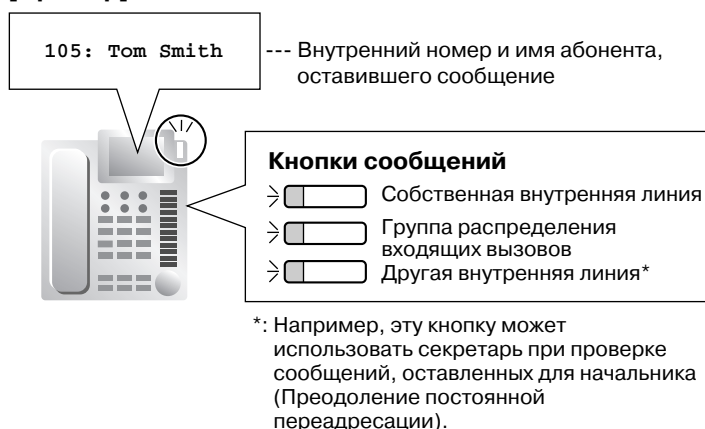 105: Tom Smith
--- Внутренний номер и имя абонента,
оставившего сообщение
Кнопки сообщений
Собственная внутренняя линия
Группа распределения
входящих вызовов
Другая внутренняя линия*
*: Например, эту кнопку может
использовать секретарь при проверке
сообщений, оставленных для начальника
(Преодоление постоянной
переадресации).